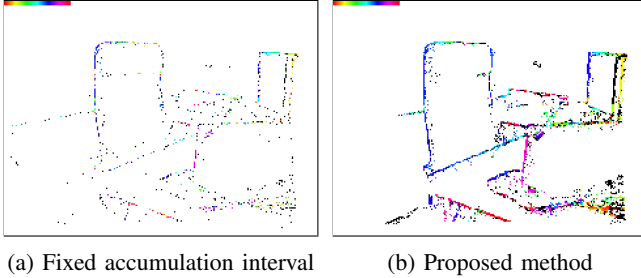 (a) Fixed accumulation interval
(b) Proposed method